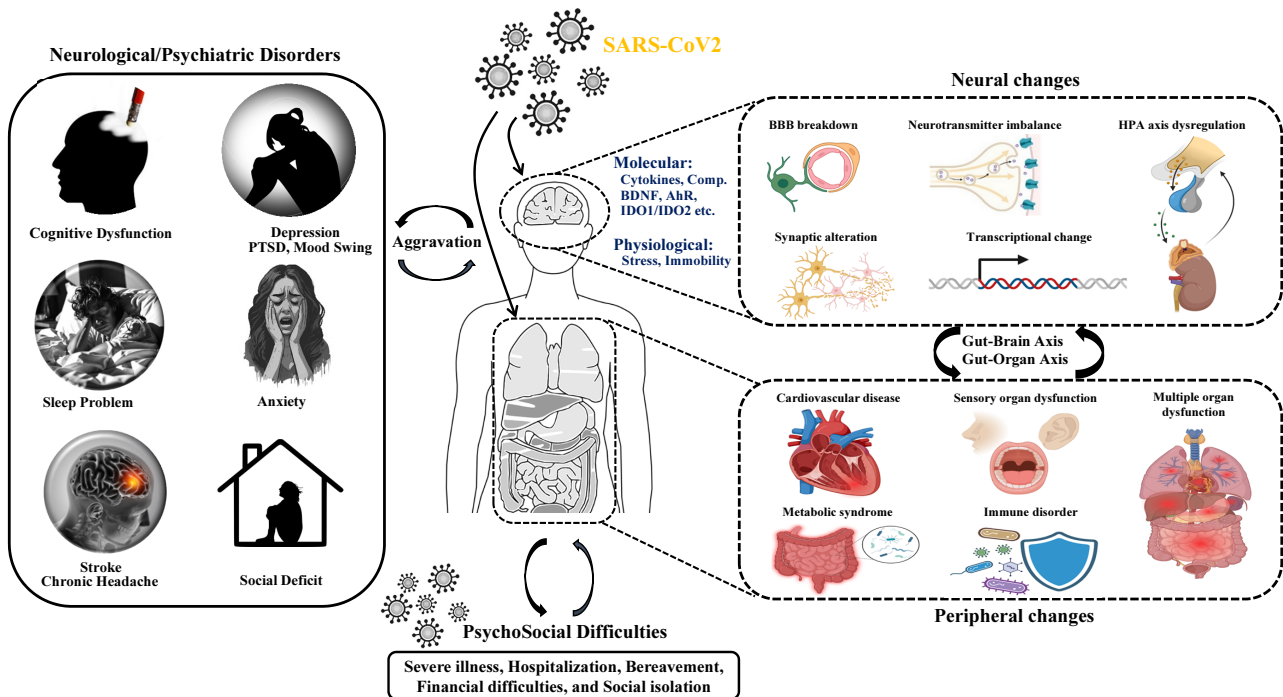 SARS-CoV2
Neurological/Psychiatric Disorders
Cognitive Dysfunction
Depression
PTSD, Mood Swing
Sleep Problem
Anxiety
Stroke
Chronic Headache
Social Deficit
Aggravation
Molecular:
Cytokines, Comp.
BDNF, AhR,
IDO1/IDO2 etc.
Physiological:
Stress, Immobility
Neural changes
BBB breakdown
Neurotransmitter imbalance
HPA axis dysregulation
Synaptic alteration
Transcriptional change
Gut-Brain Axis
Gut-Organ Axis
Cardiovascular disease
Sensory organ dysfunction
Multiple organ
dysfunction
Metabolic syndrome
Immune disorder
Peripheral changes
PsychoSocial Difficulties
Severe illness, Hospitalization, Bereavement,
Financial difficulties, and Social isolation